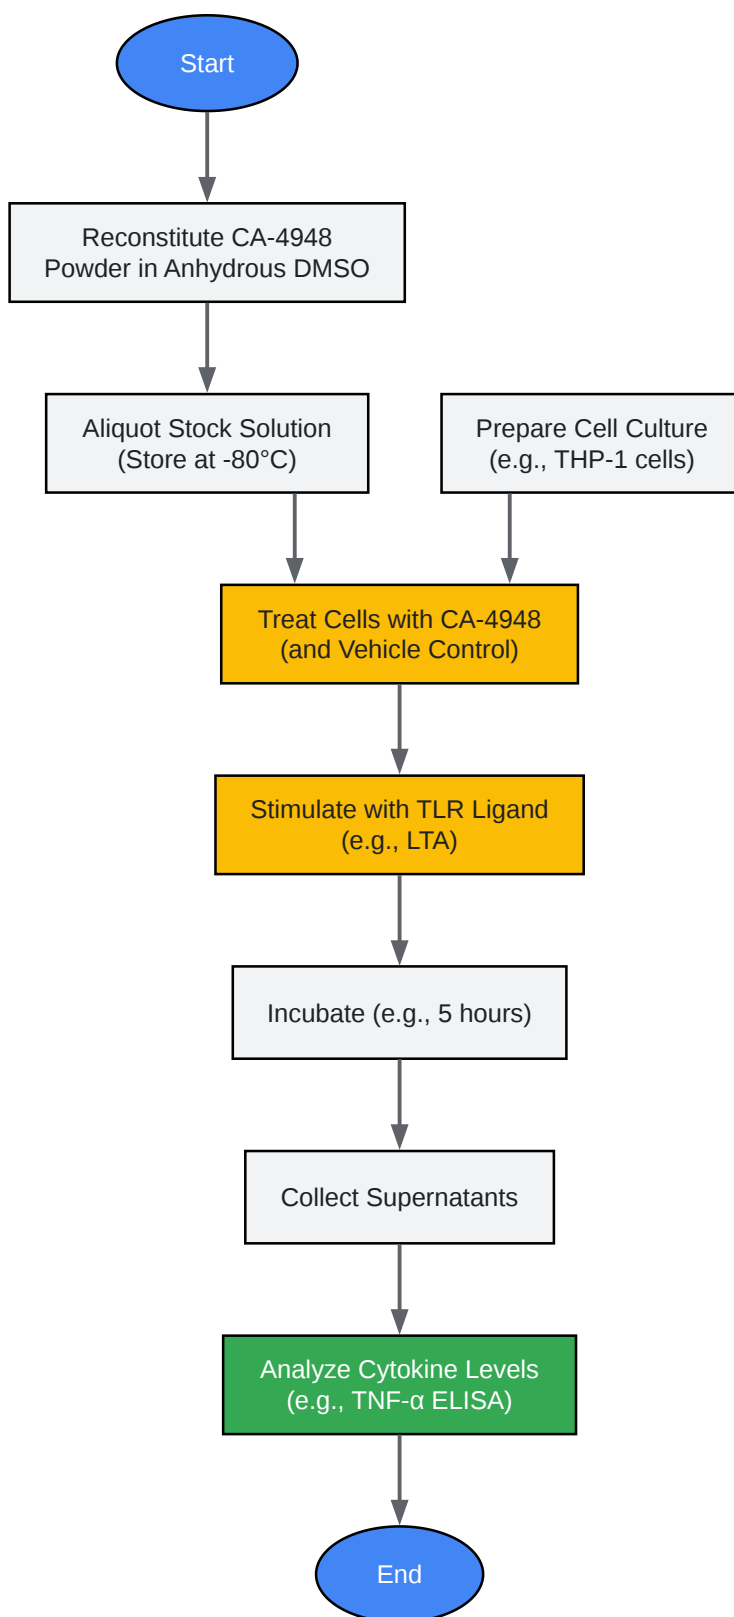 Start
Reconstitute CA-4948
Powder in Anhydrous DMSO
Aliquot Stock Solution
(Store at -80°C)
Prepare Cell Culture
(e.g., THP-1 cells)
Treat Cells with CA-4948
(and Vehicle Control)
Stimulate with TLR Ligand
(e.g., LTA)
Incubate (e.g., 5 hours)
Collect Supernatants
Analyze Cytokine Levels
(e.g., TNF-α ELISA)
End